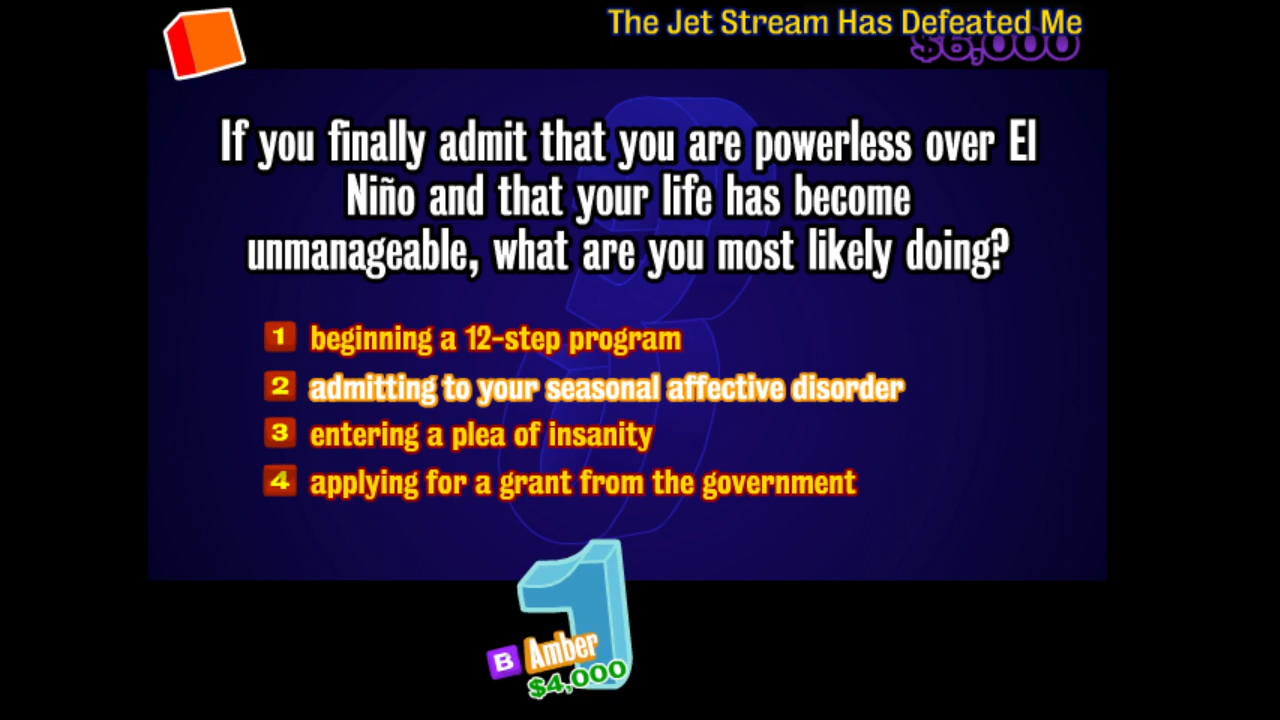 The Jet Stream Has Defeated Me
$6,000
If you finally admit that you are powerless over El
Niño and that your life has become
unmanageable, what are you most likely doing?
1 beginning a 12-step program
2 admitting to your seasonal affective disorder
3 entering a plea of insanity
4 applying for a grant from the government
1
B Amber
$4,000